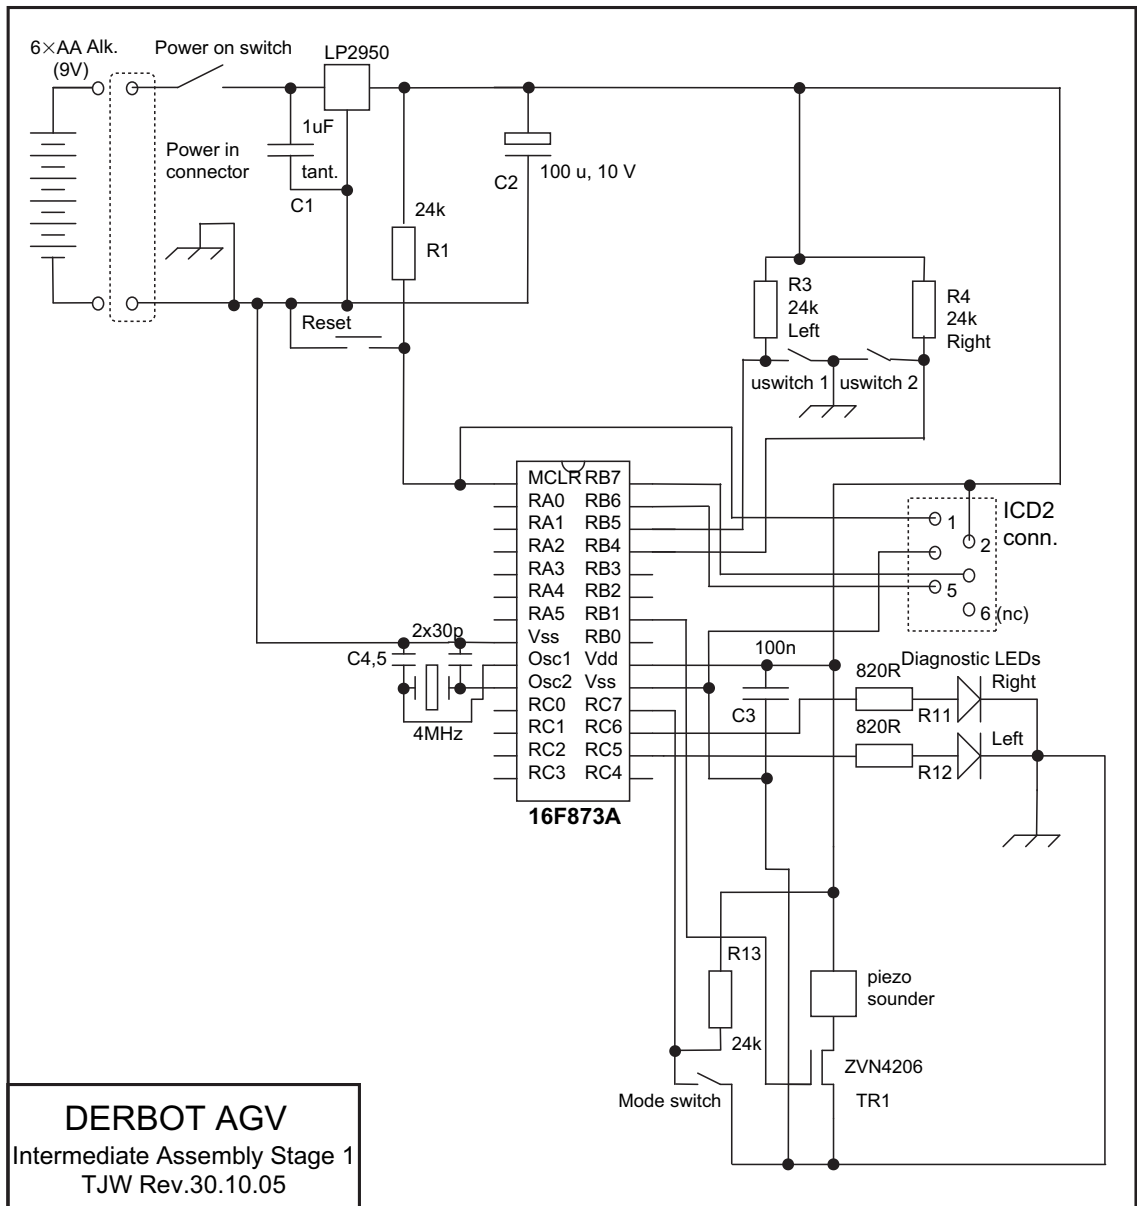 6×AA Alk.
(9V)
Power on switch
LP2950
1uF
tant.
C1
Power in
connector
100 u, 10 V
C2
24k
R1
Reset
R3
24k
Left
R4
24k
Right
uswitch 1
uswitch 2
MCLR RB7
RA0 RB6
RA1 RB5
RA2 RB4
RA3 RB3
RA4 RB2
RA5 RB1
Vss RB0
Osc1 Vdd
Osc2 Vss
RC0 RC7
RC1 RC6
RC2 RC5
RC3 RC4
16F873A
2x30p
C4,5
4MHz
ICD2
conn.
1
2
5
6 (nc)
100n
C3
Diagnostic LEDs
Right
820R
R11
820R
Left
R12
R13
24k
piezo
sounder
ZVN4206
TR1
Mode switch
DERBOT AGV
Intermediate Assembly Stage 1
TJW Rev.30.10.05